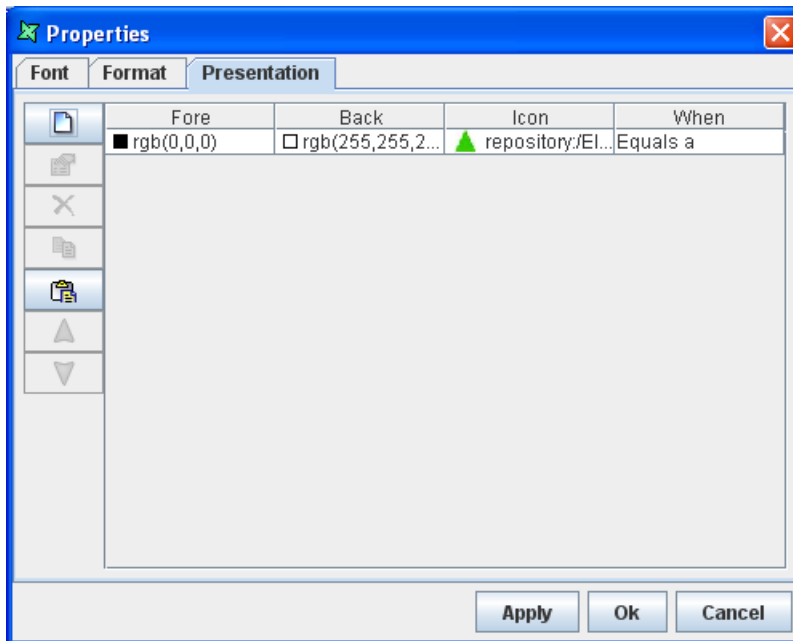 Properties
Font Format Presentation
Fore Back Icon When
rgb(0,0,0) rgb(255,255,2... repository:/El... Equals a
Apply Ok Cancel